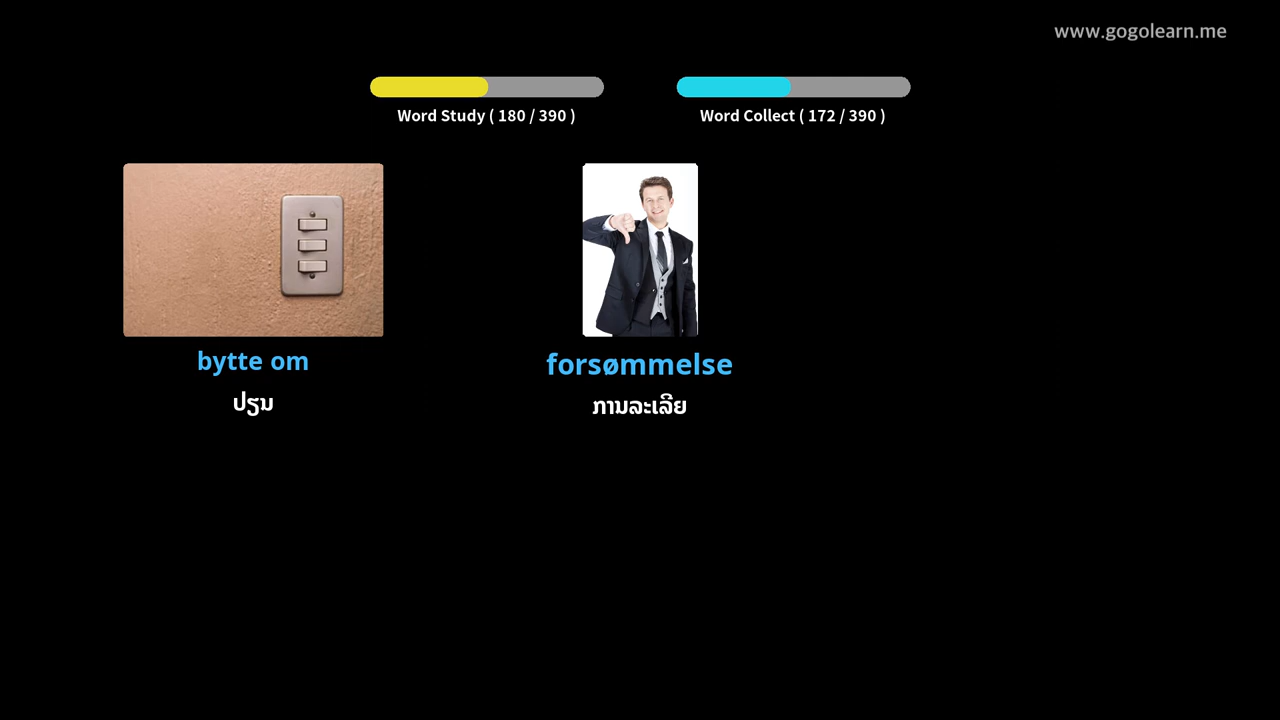 www.gogolearn.me
Word Study ( 180 / 390 )
Word Collect ( 172 / 390 )
bytte om
ປຽນ
forsømmelse
ການລະເລີຍ